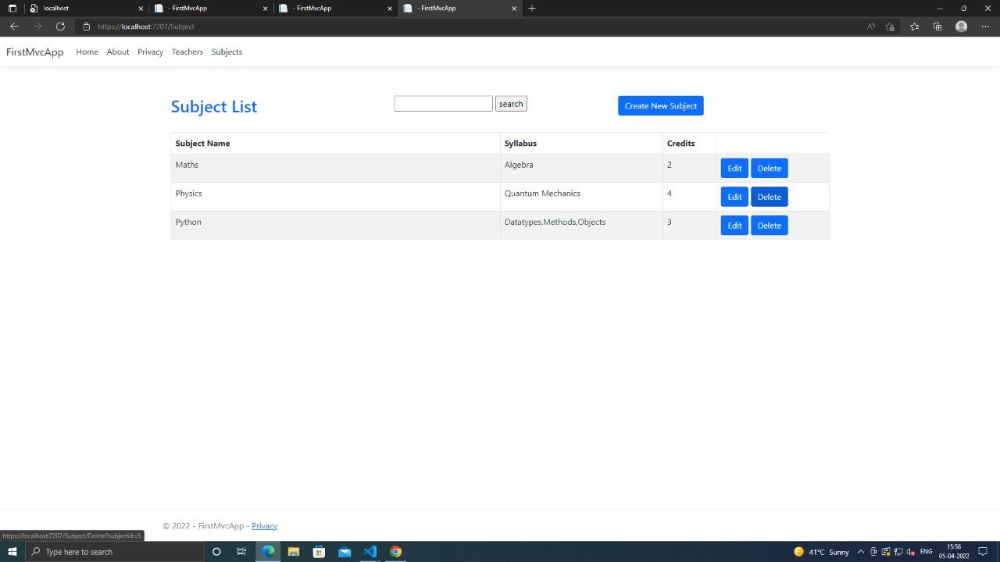 localhost
- FirstMvcApp
- FirstMvcApp
- FirstMvcApp
https://localhost:7207/Subject
FirstMvcApp Home About Privacy Teachers Subjects
Subject List search Create New Subject
Subject Name Syllabus Credits
Maths Algebra 2 Edit Delete
Physics Quantum Mechanics 4 Edit Delete
Python Datatypes,Methods,Objects 3 Edit Delete
© 2022 - FirstMvcApp - Privacy
https://localhost:7207/Subject/Delete?subjectid=5
Type here to search
41°C Sunny
ENG
15:56
05-04-2022